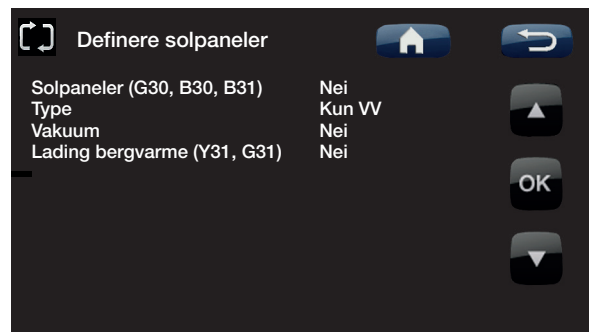 Definere solpaneler
Solpaneler (G30, B30, B31) Nei
Type Kun VV
Vakuum Nei
Lading bergvarme (Y31, G31) Nei
OK